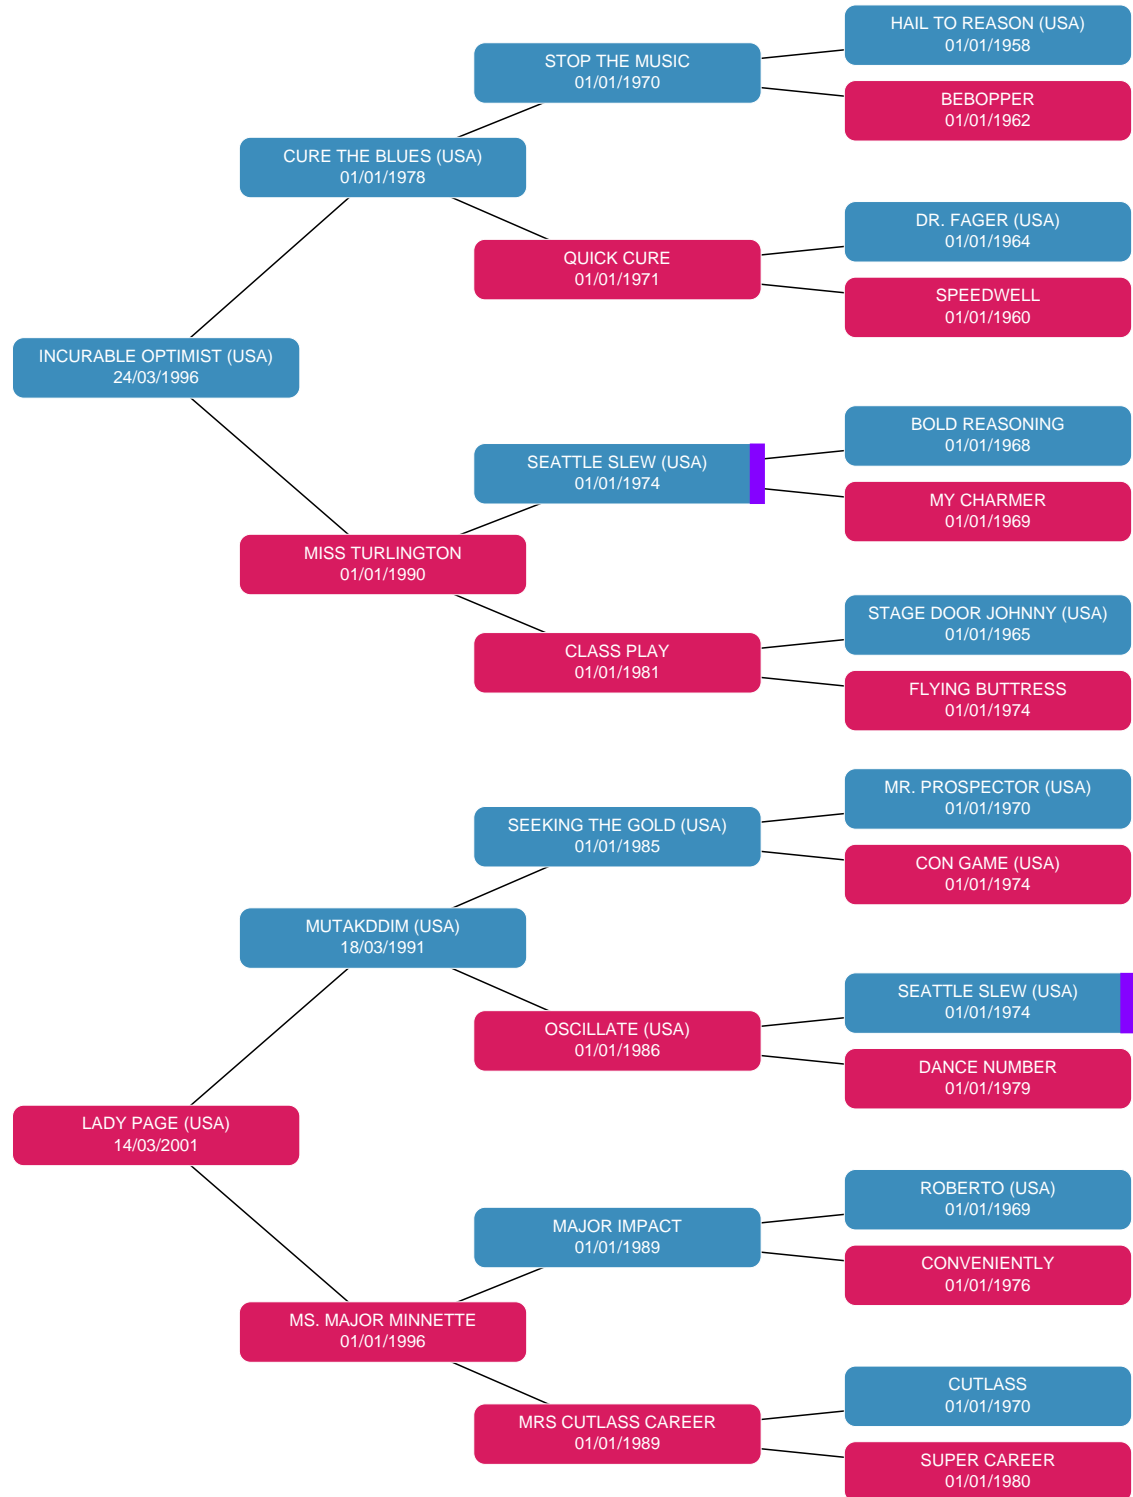 HAIL TO REASON (USA)
01/01/1958
STOP THE MUSIC
01/01/1970
BEBOPPER
01/01/1962
CURE THE BLUES (USA)
01/01/1978
DR. FAGER (USA)
01/01/1964
QUICK CURE
01/01/1971
SPEEDWELL
01/01/1960
INCURABLE OPTIMIST (USA)
24/03/1996
BOLD REASONING
01/01/1968
SEATTLE SLEW (USA)
01/01/1974
MY CHARMER
01/01/1969
MISS TURLINGTON
01/01/1990
STAGE DOOR JOHNNY (USA)
01/01/1965
CLASS PLAY
01/01/1981
FLYING BUTTRESS
01/01/1974
MR. PROSPECTOR (USA)
01/01/1970
SEEKING THE GOLD (USA)
01/01/1985
CON GAME (USA)
01/01/1974
MUTAKDDIM (USA)
18/03/1991
SEATTLE SLEW (USA)
01/01/1974
OSCILLATE (USA)
01/01/1986
DANCE NUMBER
01/01/1979
LADY PAGE (USA)
14/03/2001
ROBERTO (USA)
01/01/1969
MAJOR IMPACT
01/01/1989
CONVENIENTLY
01/01/1976
MS. MAJOR MINNETTE
01/01/1996
CUTLASS
01/01/1970
MRS CUTLASS CAREER
01/01/1989
SUPER CAREER
01/01/1980